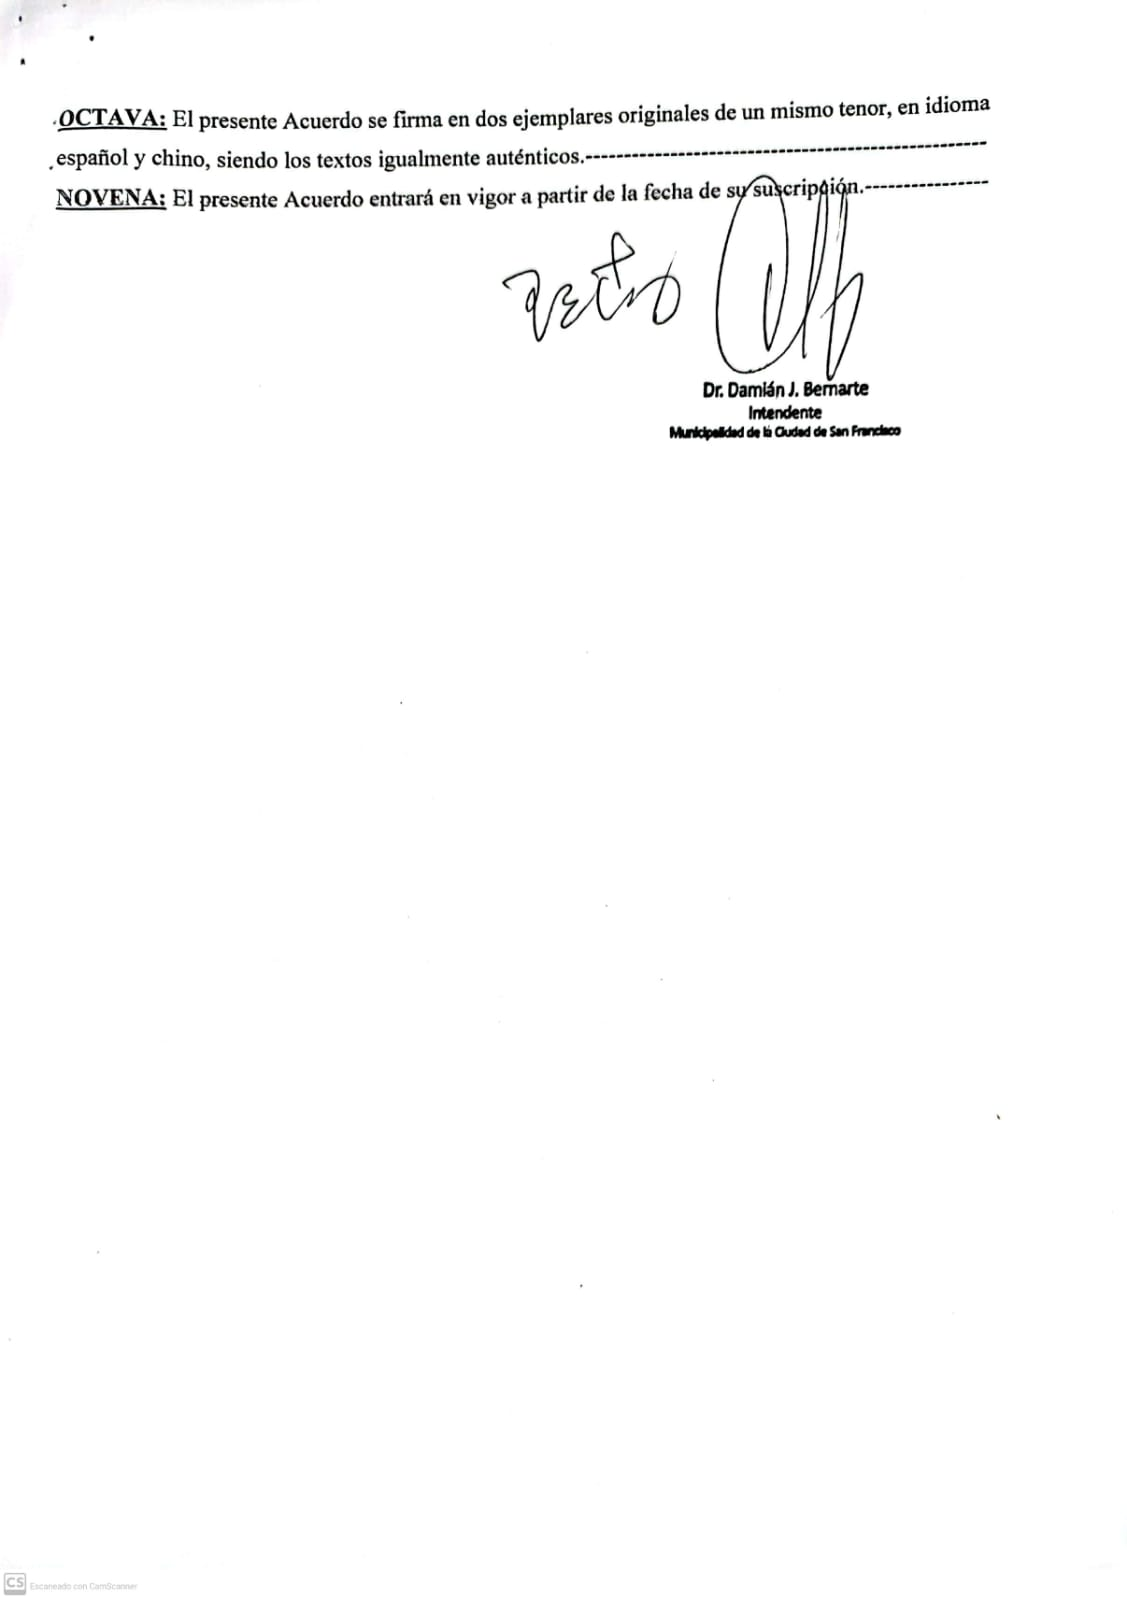 OCTAVA: El presente Acuerdo se firma en dos ejemplares originales de un mismo tenor, en idioma
español y chino, siendo los textos igualmente auténticos.-----------------------------------------------------
NOVENA: El presente Acuerdo entrará en vigor a partir de la fecha de su suscripción.----------------
Dr. Damián J. Bernarte
Intendente
Municipalidad de la Ciudad de San Francisco
CS Escaneado con CamScanner